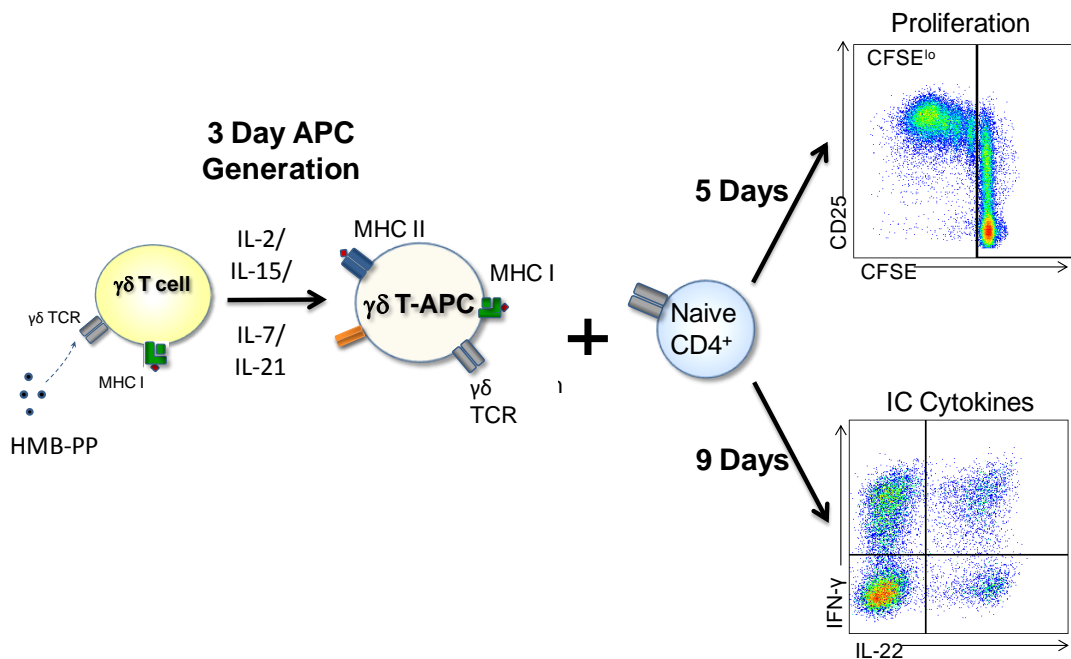 Proliferation
CFSElo
CD25
CFSE
3 Day APC
Generation
5 Days
IL-2/
IL-15/
IL-7/
IL-21
MHC II
MHC I
γδ T cell
γδ TCR
MHC I
HMB-PP
γδ T-APC
γδ
TCR
+
Naive
CD4+
9 Days
IC Cytokines
IFN-γ
IL-22